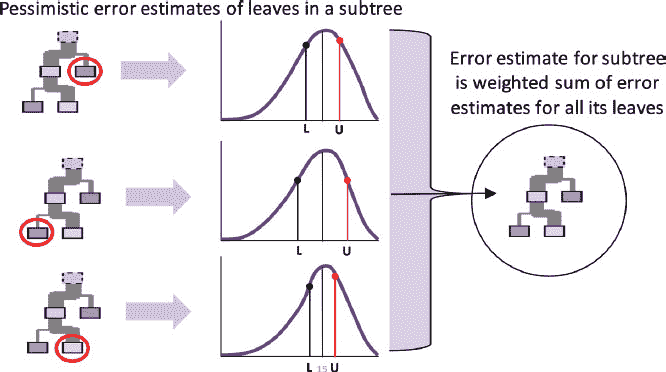 Pessimistic error estimates of leaves in a subtree
Error estimate for subtree
is weighted sum of error
estimates for all its leaves
L U
L U
L 15 U